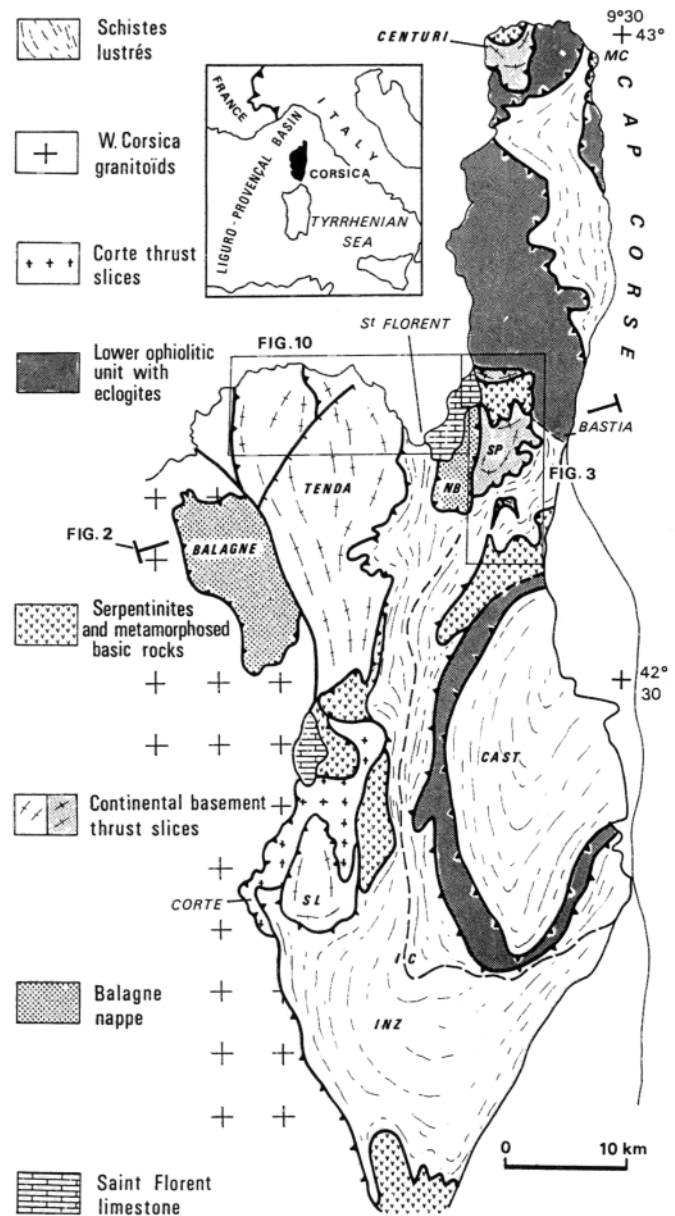 Schistes
lustrés
W. Corsica
granitoïds
Corte thrust
slices
Lower ophiolitic
unit with
eclogites
Serpentinites
and metamorphosed
basic rocks
Continental basement
thrust slices
Balagne
nappe
Saint Florent
limestone
FRANCE
ITALY
LIGURO-PROVENÇAL BASIN
CORSICA
TYRRHENIAN
SEA
CENTURI
9°30
43°
MC
CAP CORSE
St FLORENT
FIG.10
BASTIA
SP
NB
FIG.3
TENDA
FIG. 2
BALAGNE
42°
30
CAST
SL
CORTE
IC
INZ
0 10 km